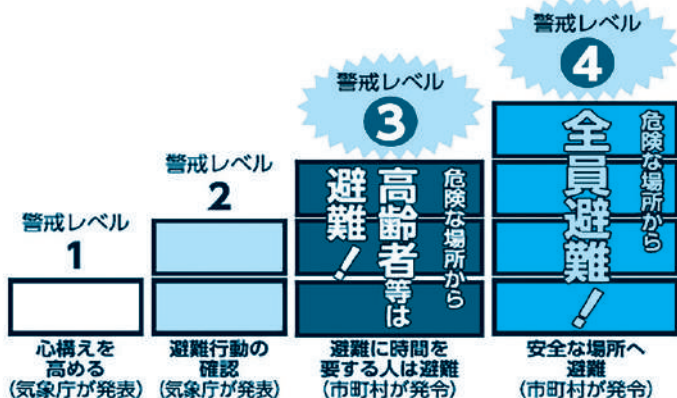 警戒レベル
1
心構えを
高める
(気象庁が発表)
警戒レベル
2
避難行動の
確認
(気象庁が発表)
警戒レベル
3
危険な場所から
高齢者等は
避難！
避難に時間を
要する人は避難
(市町村が発令)
警戒レベル
4
危険な場所から
全員避難！
安全な場所へ
避難
(市町村が発令)